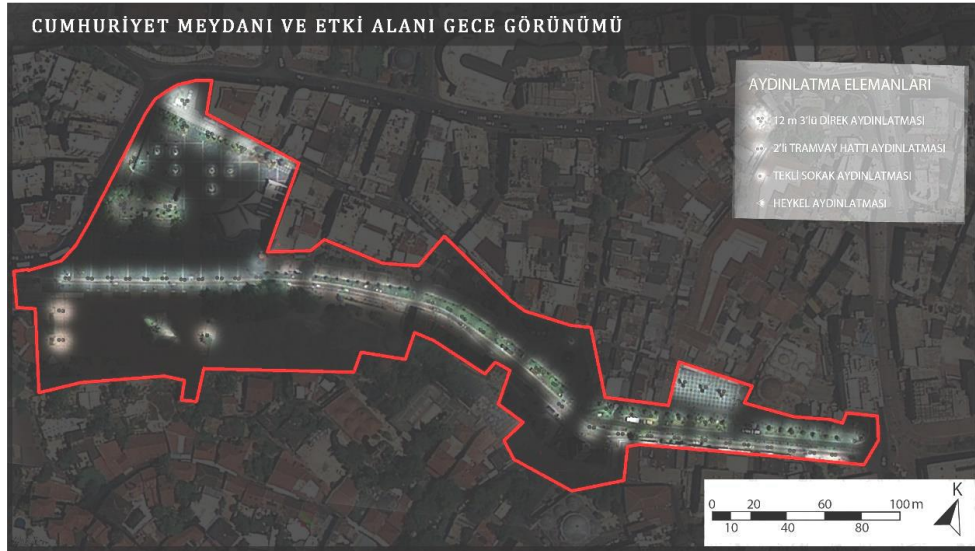 CUMHURİYET MEYDANI VE ETKİ ALANI GECE GÖRÜNÜMÜ
AYDINLATMA ELEMANLARI
12 m 3'lü DİREK AYDINLATMASI
2'li TRAMVAY HATTI AYDINLATMASI
TEKLİ SOKAK AYDINLATMASI
HEYKEL AYDINLATMASI
K
0 20 60 100 m
10 40 80